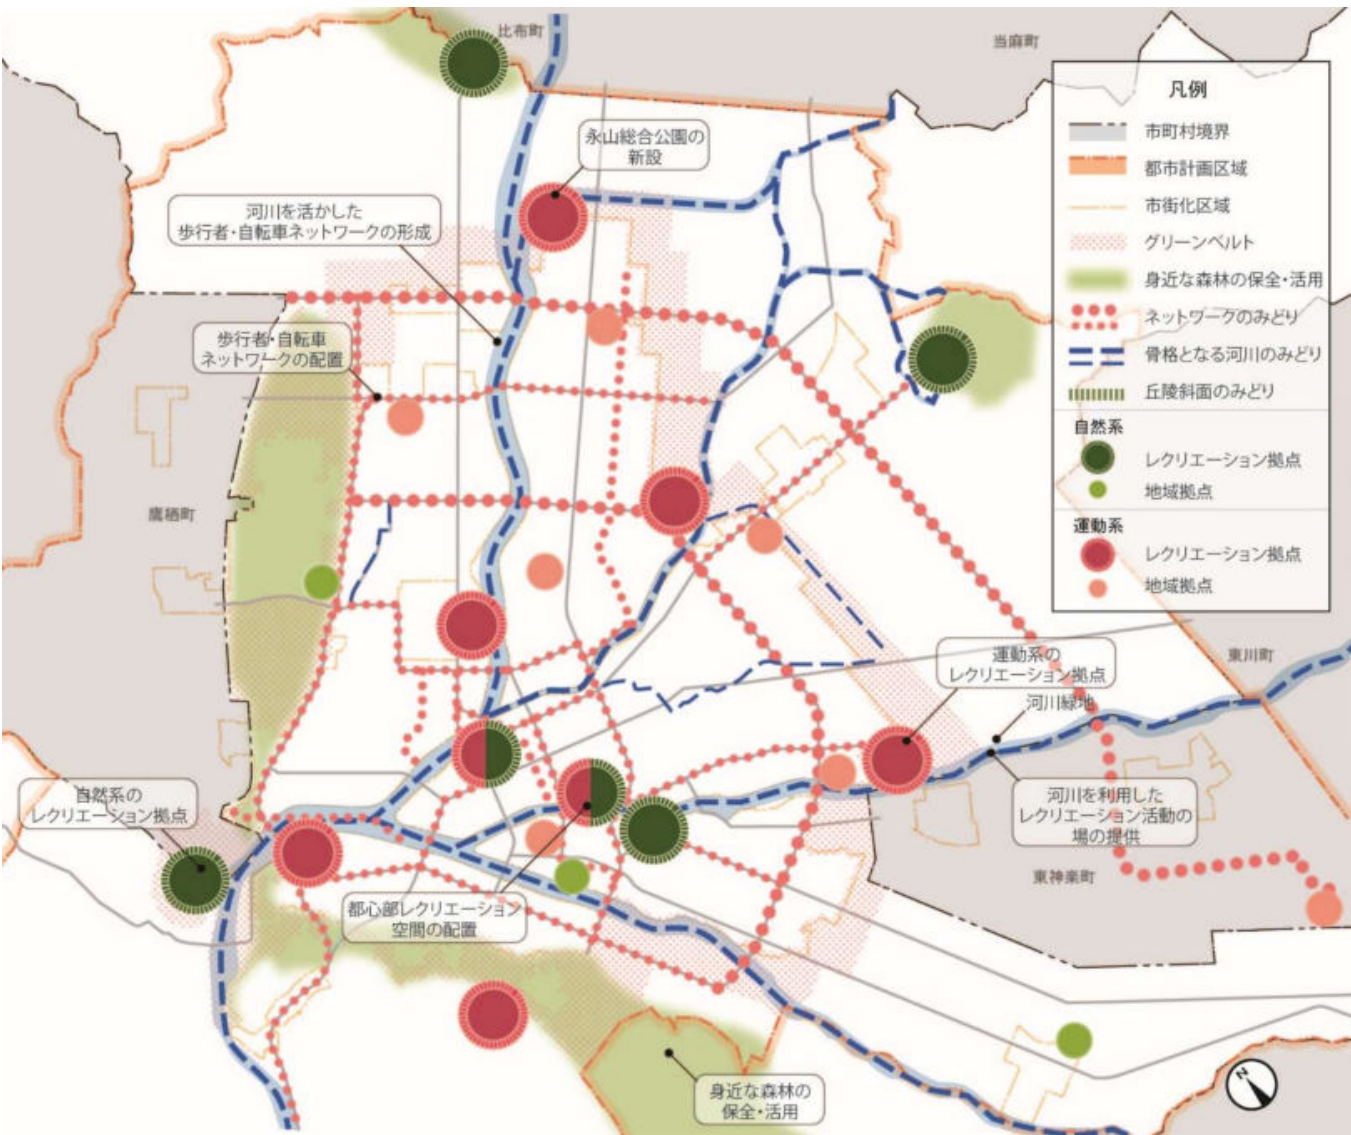 比布町
当麻町
永山総合公園の
新設
河川を活かした
歩行者・自転車ネットワークの形成
歩行者・自転車
ネットワークの配置
鷹栖町
凡例
市町村境界
都市計画区域
市街化区域
グリーンベルト
身近な森林の保全・活用
ネットワークのみどり
骨格となる河川のみどり
丘陵斜面のみどり
自然系
レクリエーション拠点
地域拠点
運動系
レクリエーション拠点
地域拠点
東川町
運動系の
レクリエーション拠点
河川緑地
自然系の
レクリエーション拠点
河川を利用した
レクリエーション活動の
場の提供
東神楽町
都心部レクリエーション
空間の配置
身近な森林の
保全・活用
N